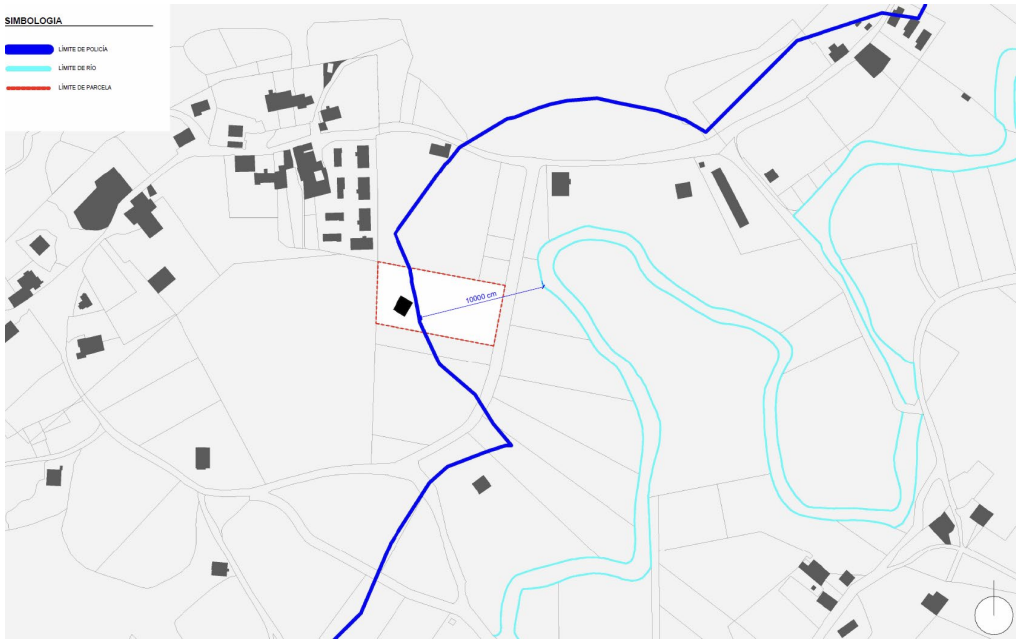 SIMBOLOGIA
LÍMITE DE POLICÍA
LÍMITE DE RÍO
LÍMITE DE PARCELA
10000 cm